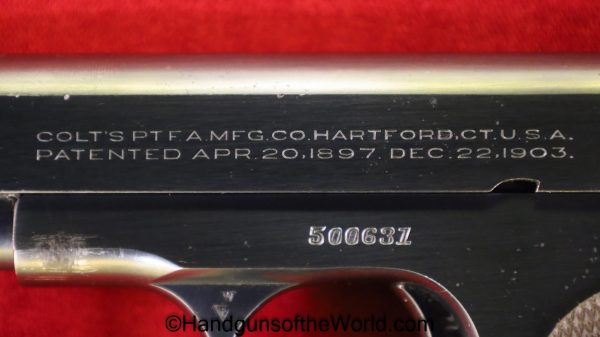 COLT'S PT.F.A.MFG.CO.HARTFORD,CT.U.S.A.
PATENTED APR.20,1897. DEC.22,1903.
500631
©HandgunsoftheWorld.com